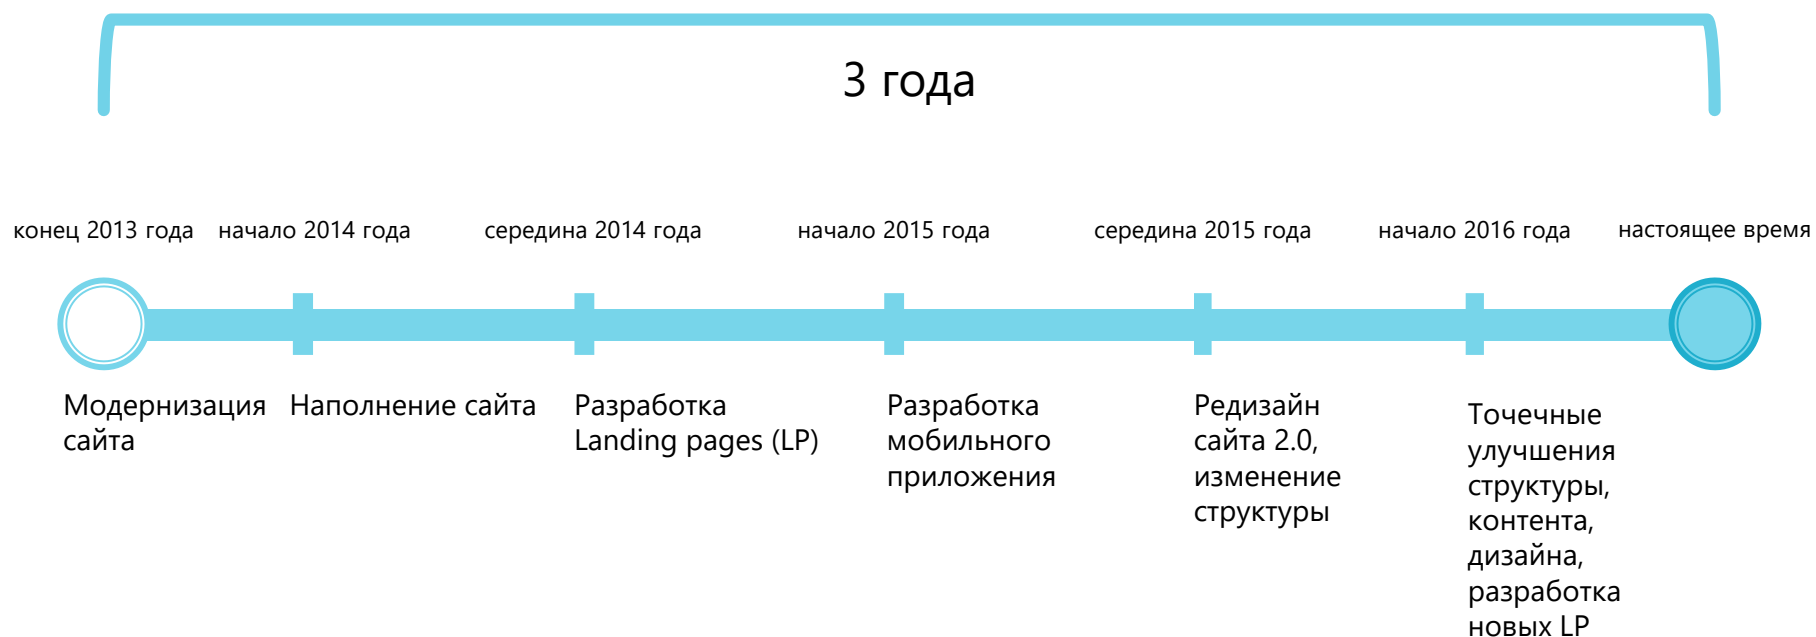 3 года
конец 2013 года
начало 2014 года
середина 2014 года
начало 2015 года
середина 2015 года
начало 2016 года
настоящее время
Модернизация
сайта
Наполнение сайта
Разработка
Landing pages (LP)
Разработка
мобильного
приложения
Редизайн
сайта 2.0,
изменение
структуры
Точечные
улучшения
структуры,
контента,
дизайна,
разработка
новых LP